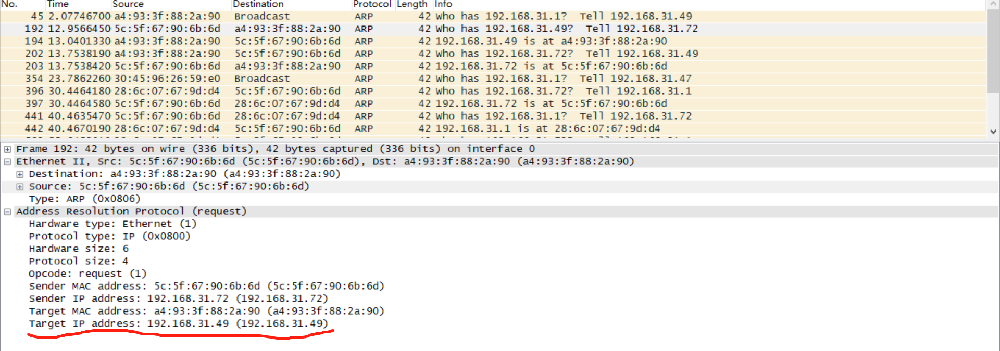 No. Time Source Destination Protocol Length Info
45 2.07746700 a4:93:3f:88:2a:90 Broadcast ARP 42 Who has 192.168.31.1? Tell 192.168.31.49
192 12.9566450 5c:5f:67:90:6b:6d a4:93:3f:88:2a:90 ARP 42 Who has 192.168.31.49? Tell 192.168.31.72
194 13.0401330 a4:93:3f:88:2a:90 5c:5f:67:90:6b:6d ARP 42 192.168.31.49 is at a4:93:3f:88:2a:90
202 13.7538190 a4:93:3f:88:2a:90 5c:5f:67:90:6b:6d ARP 42 Who has 192.168.31.72? Tell 192.168.31.49
203 13.7538420 5c:5f:67:90:6b:6d a4:93:3f:88:2a:90 ARP 42 192.168.31.72 is at 5c:5f:67:90:6b:6d
354 23.7862260 30:45:96:26:59:e0 Broadcast ARP 42 Who has 192.168.31.1? Tell 192.168.31.47
396 30.4464180 28:6c:07:67:9d:d4 5c:5f:67:90:6b:6d ARP 42 Who has 192.168.31.72? Tell 192.168.31.1
397 30.4464580 5c:5f:67:90:6b:6d 28:6c:07:67:9d:d4 ARP 42 192.168.31.72 is at 5c:5f:67:90:6b:6d
441 40.4635470 5c:5f:67:90:6b:6d 28:6c:07:67:9d:d4 ARP 42 Who has 192.168.31.1? Tell 192.168.31.72
442 40.4670190 28:6c:07:67:9d:d4 5c:5f:67:90:6b:6d ARP 42 192.168.31.1 is at 28:6c:07:67:9d:d4
Frame 192: 42 bytes on wire (336 bits), 42 bytes captured (336 bits) on interface 0
Ethernet II, Src: 5c:5f:67:90:6b:6d (5c:5f:67:90:6b:6d), Dst: a4:93:3f:88:2a:90 (a4:93:3f:88:2a:90)
Destination: a4:93:3f:88:2a:90 (a4:93:3f:88:2a:90)
Source: 5c:5f:67:90:6b:6d (5c:5f:67:90:6b:6d)
Type: ARP (0x0806)
Address Resolution Protocol (request)
Hardware type: Ethernet (1)
Protocol type: IP (0x0800)
Hardware size: 6
Protocol size: 4
Opcode: request (1)
Sender MAC address: 5c:5f:67:90:6b:6d (5c:5f:67:90:6b:6d)
Sender IP address: 192.168.31.72 (192.168.31.72)
Target MAC address: a4:93:3f:88:2a:90 (a4:93:3f:88:2a:90)
Target IP address: 192.168.31.49 (192.168.31.49)